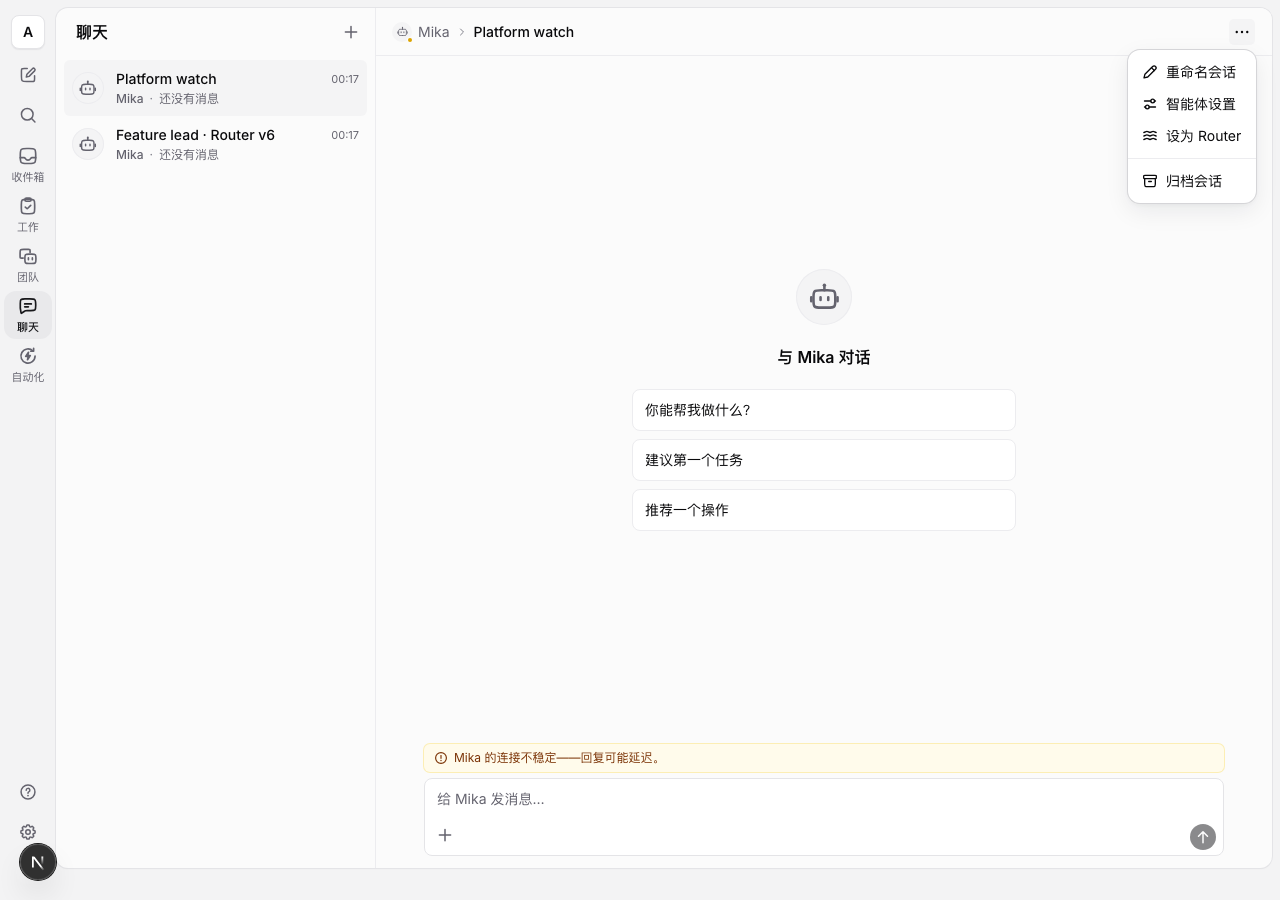 A
收件箱
工作
团队
聊天
自动化
聊天
Platform watch
00:17
Mika · 还没有消息
Feature lead · Router v6
00:17
Mika · 还没有消息
Mika
Platform watch
重命名会话
智能体设置
设为 Router
归档会话
与 Mika 对话
你能帮我做什么?
建议第一个任务
推荐一个操作
Mika 的连接不稳定——回复可能延迟。
给 Mika 发消息...
N